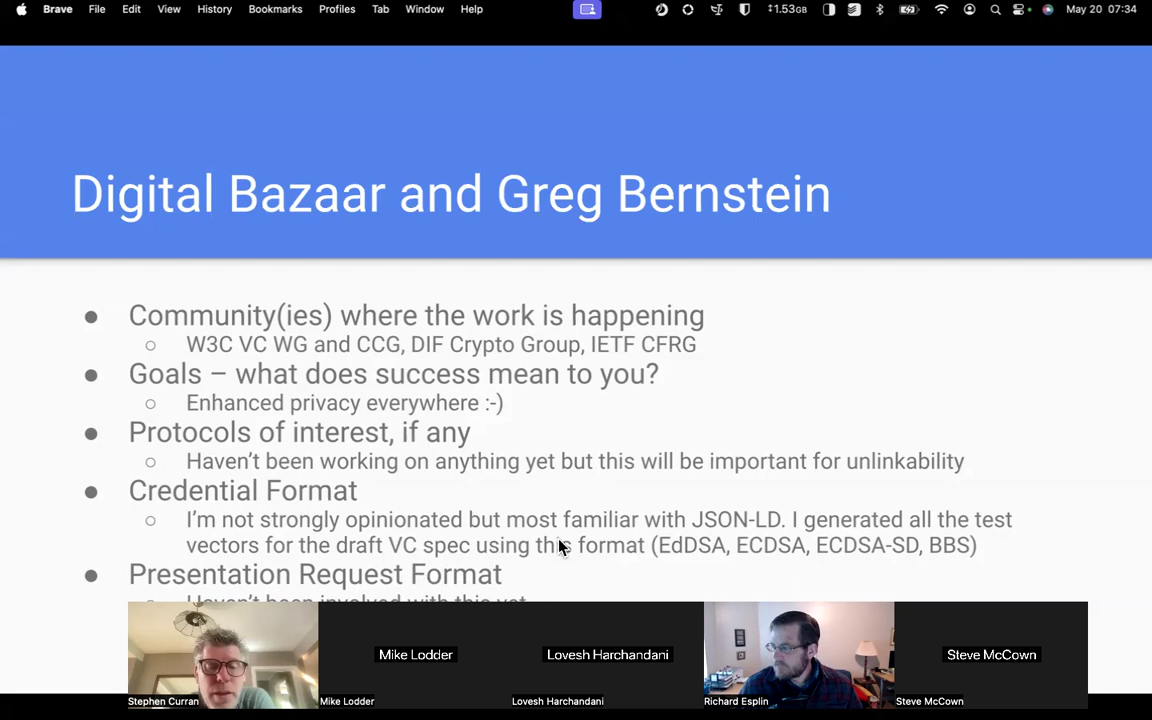 Brave File Edit View History Bookmarks Profiles Tab Window Help 1.53GB May 20 07:34
Digital Bazaar and Greg Bernstein
● Community(ies) where the work is happening
○ W3C VC WG and CCG, DIF Crypto Group, IETF CFRG
● Goals – what does success mean to you?
○ Enhanced privacy everywhere :-)
● Protocols of interest, if any
○ Haven’t been working on anything yet but this will be important for unlinkability
● Credential Format
○ I’m not strongly opinionated but most familiar with JSON-LD. I generated all the test
vectors for the draft VC spec using this format (EdDSA, ECDSA, ECDSA-SD, BBS)
● Presentation Request Format
○ Haven’t been involved with this yet
Mike Lodder Lovesh Harchandani Steve McCown
Stephen Curran Mike Lodder Lovesh Harchandani Richard Esplin Steve McCown